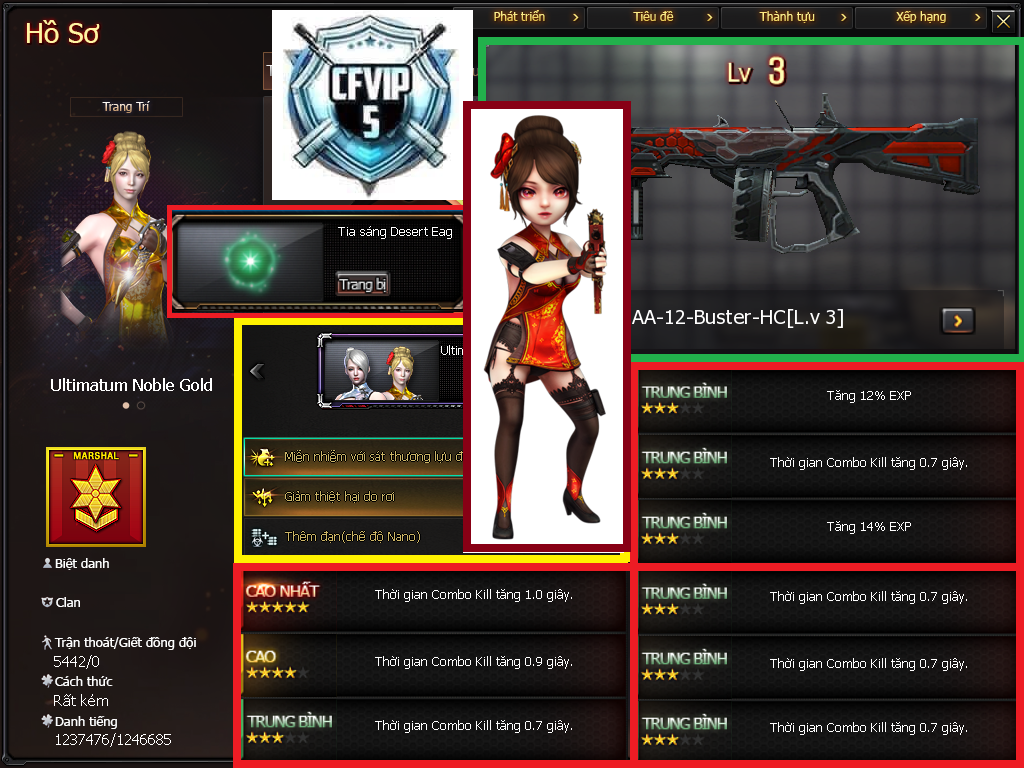 Hồ Sơ
Phát triển
Tiêu đề
Thành tựu
Xếp hạng
Trang Trí
CFVIP
5
Lv 3
Tia sáng Desert Eag
Trang bị
AA-12-Buster-HC[L.v 3]
Ultimatum Noble Gold
Ultim
Miễn nhiễm với sát thương lựu đ
Giảm thiệt hại do rơi
Thêm đạn(chế độ Nano)
TRUNG BÌNH
Tăng 12% EXP
TRUNG BÌNH
Thời gian Combo Kill tăng 0.7 giây.
TRUNG BÌNH
Tăng 14% EXP
MARSHAL
Biệt danh
Clan
Trận thoát/Giết đồng đội
5442/0
Cách thức
Rất kém
Danh tiếng
1237476/1246685
CAO NHẤT
Thời gian Combo Kill tăng 1.0 giây.
CAO
Thời gian Combo Kill tăng 0.9 giây.
TRUNG BÌNH
Thời gian Combo Kill tăng 0.7 giây.
TRUNG BÌNH
Thời gian Combo Kill tăng 0.7 giây.
TRUNG BÌNH
Thời gian Combo Kill tăng 0.7 giây.
TRUNG BÌNH
Thời gian Combo Kill tăng 0.7 giây.